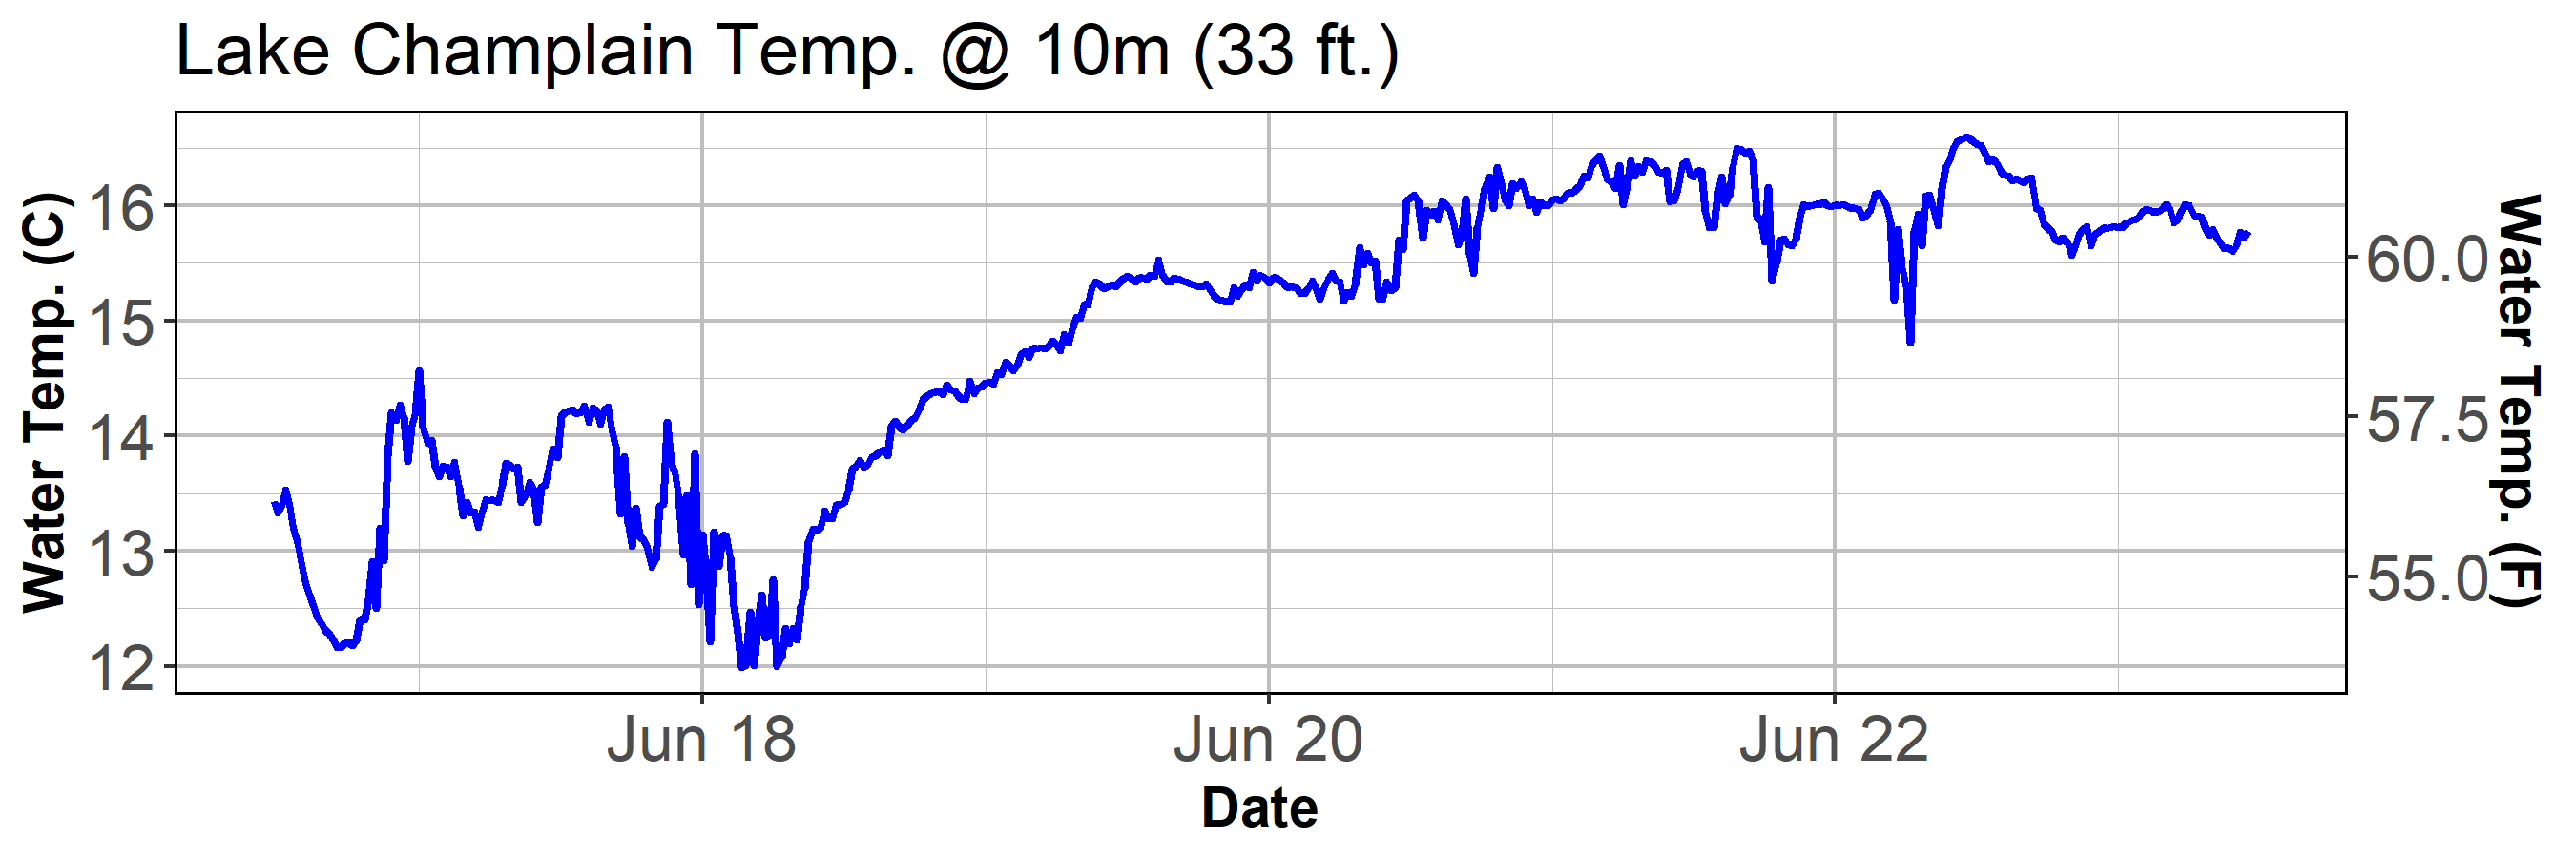 Lake Champlain Temp. @ 10m (33 ft.)
Water Temp. (C)
16
15
14
13
12
60.0
57.5
55.0
Water Temp. (F)
Jun 18
Jun 20
Jun 22
Date